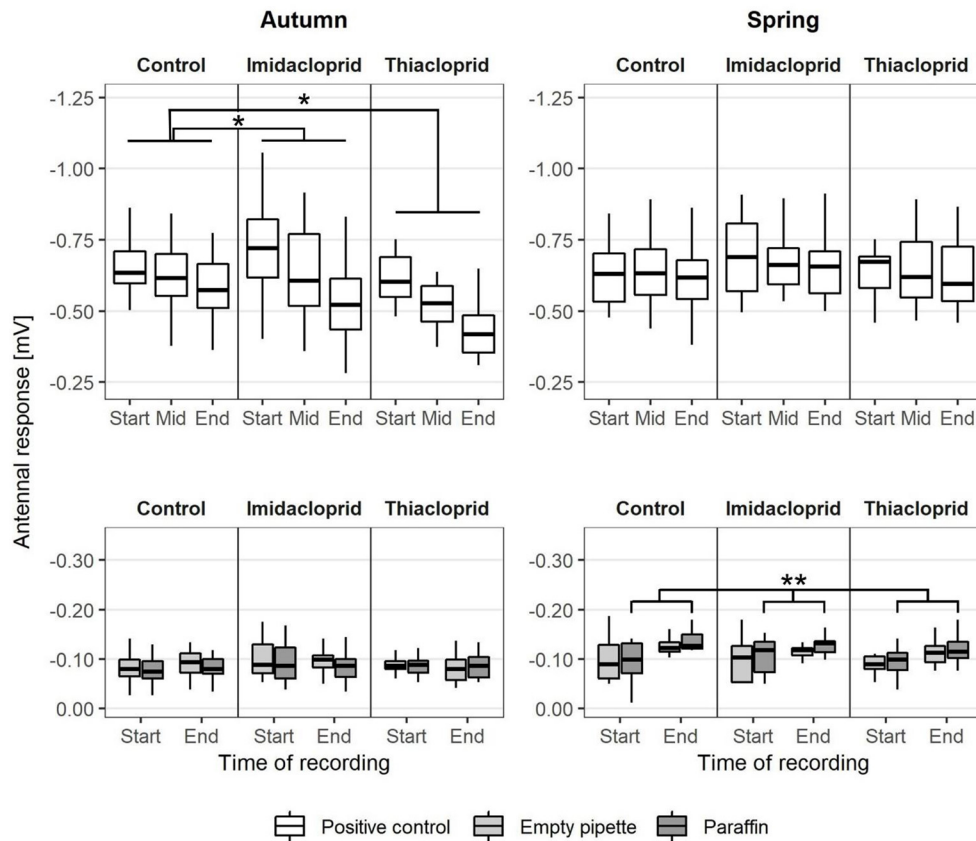 Autumn
Spring
Control Imidacloprid Thiacloprid
Control Imidacloprid Thiacloprid
Antennal response [mV]
-1.25
-1.00
-0.75
-0.50
-0.25
* *
Start Mid End Start Mid End Start Mid End
-1.25
-1.00
-0.75
-0.50
-0.25
Start Mid End Start Mid End Start Mid End
Control Imidacloprid Thiacloprid
Control Imidacloprid Thiacloprid
-0.30
-0.20
-0.10
0.00
Start End Start End Start End
Time of recording
-0.30
-0.20
-0.10
0.00
**
Start End Start End Start End
Time of recording
Positive control Empty pipette Paraffin